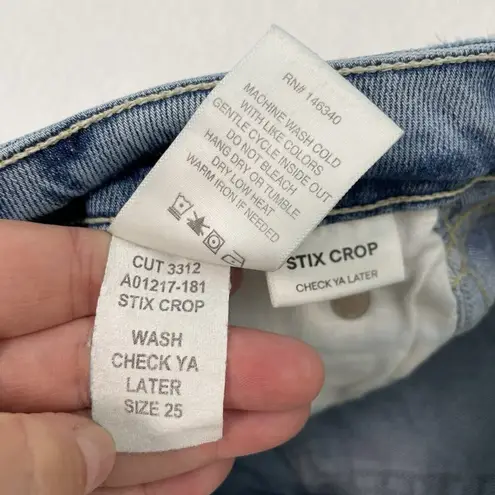 RN# 146340
MACHINE WASH COLD
WITH LIKE COLORS
GENTLE CYCLE INSIDE OUT
DO NOT BLEACH
HANG DRY OR TUMBLE
DRY LOW HEAT
WARM IRON IF NEEDED
STIX CROP
CHECK YA LATER
CUT 3312
A01217-181
STIX CROP
WASH
CHECK YA
LATER
SIZE 25